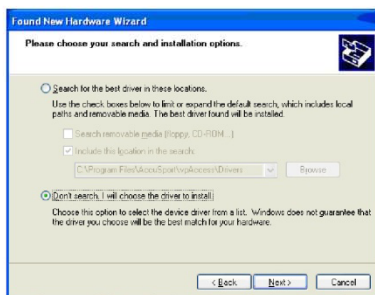 Found New Hardware Wizard
Please choose your search and installation options.
Search for the best driver in these locations.
Use the check boxes below to limit or expand the default search, which includes local
paths and removable media. The best driver found will be installed.
Search removable media (floppy, CD-ROM...)
Include this location in the search:
C:\Program Files\AccuSport\wpAccess\Drivers
Browse
Don't search. I will choose the driver to install.
Choose this option to select the device driver from a list. Windows does not guarantee that
the driver you choose will be the best match for your hardware.
< Back
Next >
Cancel